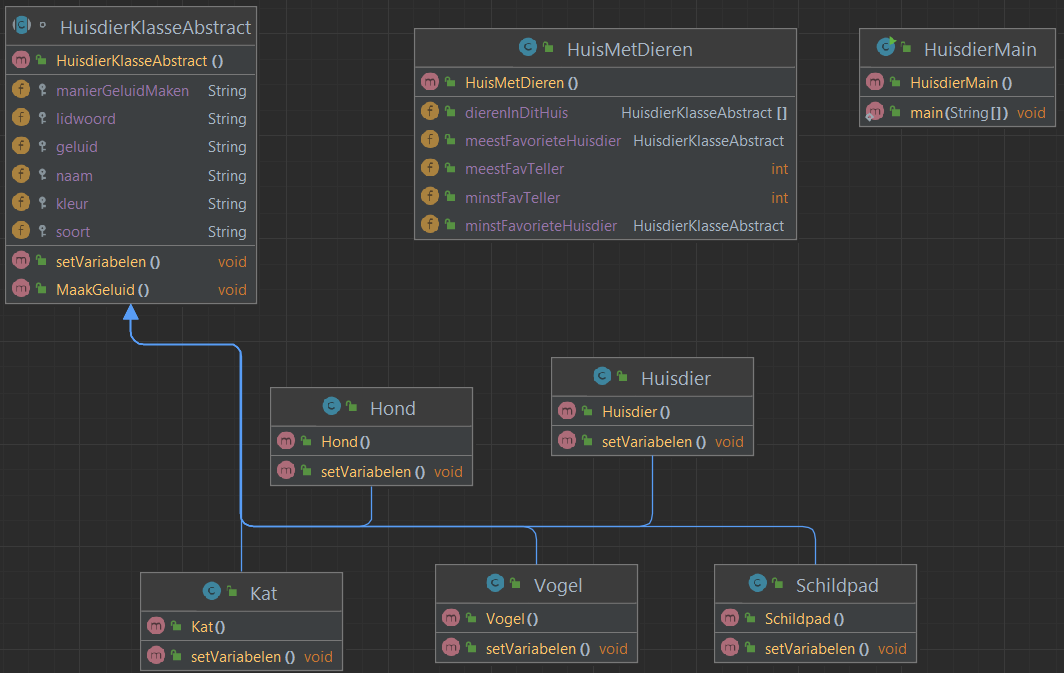 HuisdierKlasseAbstract
HuisdierKlasseAbstract ()
manierGeluidMaken String
lidwoord String
geluid String
naam String
kleur String
soort String
setVariabelen () void
MaakGeluid () void
HuisMetDieren
HuisMetDieren ()
dierenInDitHuis HuisdierKlasseAbstract []
meestFavorieteHuisdier HuisdierKlasseAbstract
meestFavTeller int
minstFavTeller int
minstFavorieteHuisdier HuisdierKlasseAbstract
HuisdierMain
HuisdierMain ()
main (String[]) void
Hond
Hond ()
setVariabelen () void
Huisdier
Huisdier ()
setVariabelen () void
Kat
Kat ()
setVariabelen () void
Vogel
Vogel ()
setVariabelen () void
Schildpad
Schildpad ()
setVariabelen () void